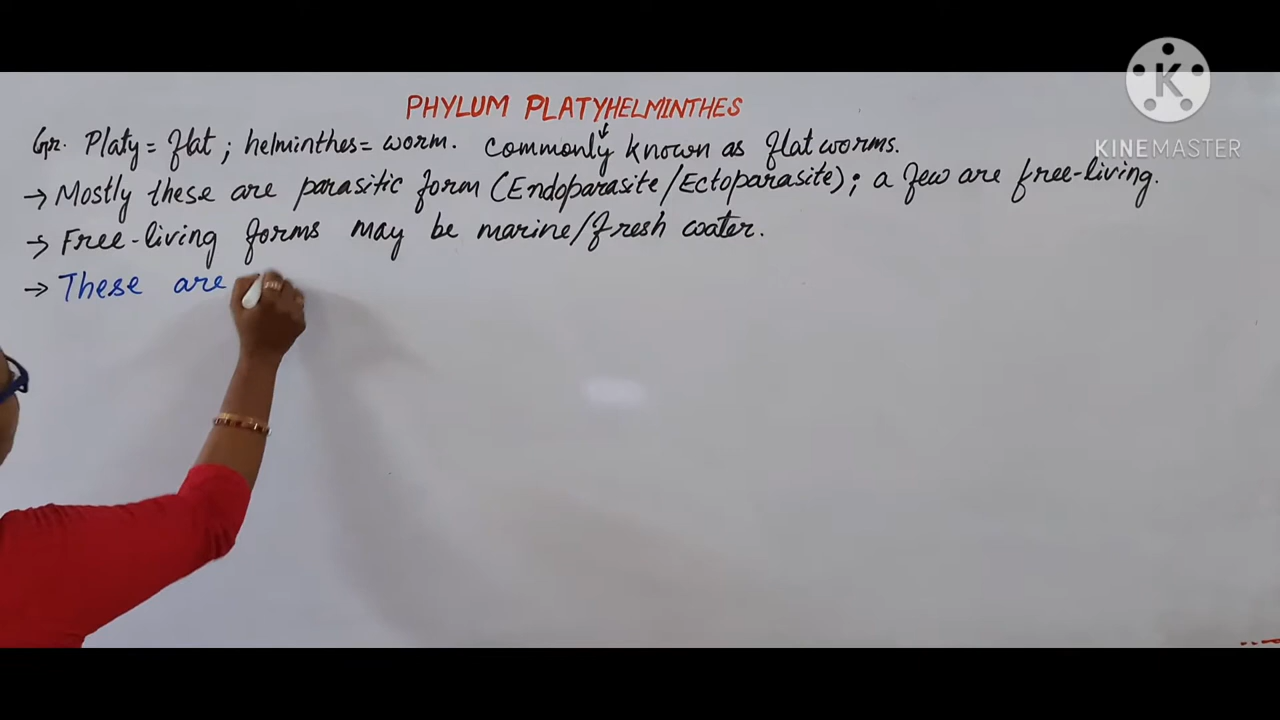 PHYLUM PLATYHELMINTHES
Gr. Platy = flat ; helminthes = worm. commonly known as flat worms.
→ Mostly these are parasitic form (Endoparasite/Ectoparasite); a few are free-living.
→ Free-living forms may be marine/fresh water.
→ These are
K
KINEMASTER